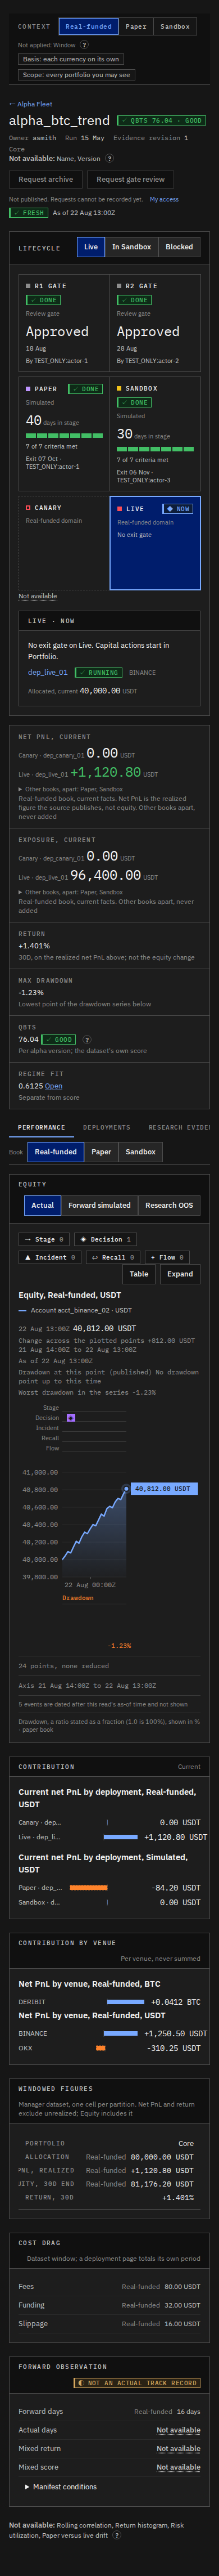 CONTEXT Real-funded Paper Sandbox
Not applied: Window ?
Basis: each currency on its own
Scope: every portfolio you may see
← Alpha Fleet
alpha_btc_trend ✓ QBTS 76.04 · GOOD
Owner asmith Run 15 May Evidence revision 1
Core
Not available: Name, Version ?
Request archive Request gate review
Not published. Requests cannot be recorded yet. My access
✓ FRESH As of 22 Aug 13:00Z
LIFECYCLE Live In Sandbox Blocked
R1 GATE
✓ DONE
Review gate
Approved
18 Aug
By TEST_ONLY:actor-1
R2 GATE
✓ DONE
Review gate
Approved
28 Aug
By TEST_ONLY:actor-2
PAPER ✓ DONE
Simulated
40 days in stage
7 of 7 criteria met
Exit 07 Oct ·
TEST_ONLY:actor-1
SANDBOX
✓ DONE
Simulated
30 days in stage
7 of 7 criteria met
Exit 06 Nov ·
TEST_ONLY:actor-3
CANARY
Real-funded domain
LIVE ◆ NOW
Real-funded domain
No exit gate
Not available
LIVE · NOW
No exit gate on Live. Capital actions start in
Portfolio.
dep_live_01 ✓ RUNNING BINANCE
Allocated, current 40,000.00 USDT
NET PNL, CURRENT
Canary · dep_canary_01 0.00 USDT
Live · dep_live_01 +1,120.80 USDT
▶ Other books, apart: Paper, Sandbox
Real-funded book, current facts. Net PnL is the realized
figure the source publishes, not equity. Other books apart,
never added
EXPOSURE, CURRENT
Canary · dep_canary_01 0.00 USDT
Live · dep_live_01 96,400.00 USDT
▶ Other books, apart: Paper, Sandbox
Real-funded book, current facts. Other books apart, never
added
RETURN
+1.401%
30D, on the realized net PnL above; not the equity change
MAX DRAWDOWN
-1.23%
Lowest point of the drawdown series below
QBTS
76.04 ✓ GOOD ?
Per alpha version; the dataset's own score
REGIME FIT
0.6125 Open
Separate from score
PERFORMANCE DEPLOYMENTS RESEARCH EVIDE
Book Real-funded Paper Sandbox
EQUITY
Actual Forward simulated Research OOS
→ Stage 0 ◈ Decision 1
▲ Incident 0 ↩ Recall 0 + Flow 0
Table Expand
Equity, Real-funded, USDT
Account acct_binance_02 · USDT
22 Aug 13:00Z 40,812.00 USDT
Change across the plotted points +812.00 USDT
21 Aug 14:00Z to 22 Aug 13:00Z
As of 22 Aug 13:00Z
Drawdown at this point (published) No drawdown
point up to this time
Worst drawdown in the series -1.23%
Stage
Decision
Incident
Recall
Flow
41,000.00
40,800.00
40,812.00 USDT
40,600.00
40,400.00
40,200.00
40,000.00
39,800.00
22 Aug 00:00Z
Drawdown
-1.23%
24 points, none reduced
Axis 21 Aug 14:00Z to 22 Aug 13:00Z
5 events are dated after this read's as-of time and not shown
Drawdown, a ratio stated as a fraction (1.0 is 100%), shown in %
· paper book
CONTRIBUTION Current
Current net PnL by deployment, Real-funded,
USDT
Canary · dep... 0.00 USDT
Live · dep_li... +1,120.80 USDT
Current net PnL by deployment, Simulated,
USDT
Paper · dep_... -84.20 USDT
Sandbox · d... 0.00 USDT
CONTRIBUTION BY VENUE
Per venue, never summed
Net PnL by venue, Real-funded, BTC
DERIBIT +0.0412 BTC
Net PnL by venue, Real-funded, USDT
BINANCE +1,250.50 USDT
OKX -310.25 USDT
WINDOWED FIGURES
Manager dataset, one cell per partition. Net PnL and return
exclude unrealized; Equity includes it
PORTFOLIO Core
ALLOCATION Real-funded 80,000.00 USDT
PNL, REALIZED Real-funded +1,120.80 USDT
ITY, 30D END Real-funded 81,176.20 USDT
RETURN, 30D +1.401%
COST DRAG
Dataset window; a deployment page totals its own period
Fees Real-funded 80.00 USDT
Funding Real-funded 32.00 USDT
Slippage Real-funded 16.00 USDT
FORWARD OBSERVATION
◐ NOT AN ACTUAL TRACK RECORD
Forward days Real-funded 16 days
Actual days Not available
Mixed return Not available
Mixed score Not available
▶ Manifest conditions
Not available: Rolling correlation, Return histogram, Risk
utilization, Paper versus live drift ?